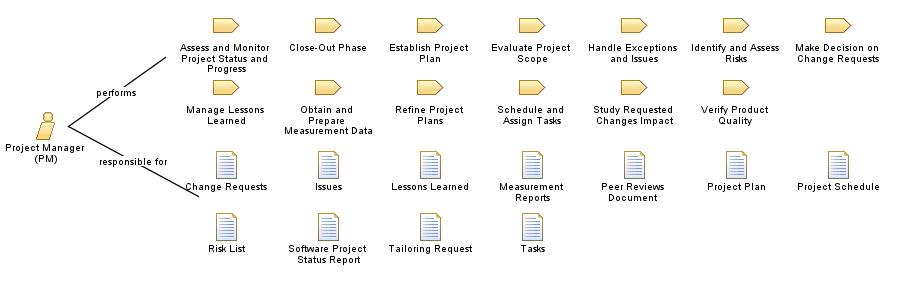 Assess and Monitor Close-Out Phase Establish Project Evaluate Project Handle Exceptions Identify and Assess Make Decision on
Project Status and Plan Scope and Issues Risks Change Requests
Progress
performs
Manage Lessons Obtain and Refine Project Schedule and Study Requested Verify Product
Learned Prepare Plans Assign Tasks Changes Impact Quality
Measurement Data
Project Manager
(PM)
responsible for
Change Requests Issues Lessons Learned Measurement Peer Reviews Project Plan Project Schedule
Reports Document
Risk List Software Project Tailoring Request Tasks
Status Report